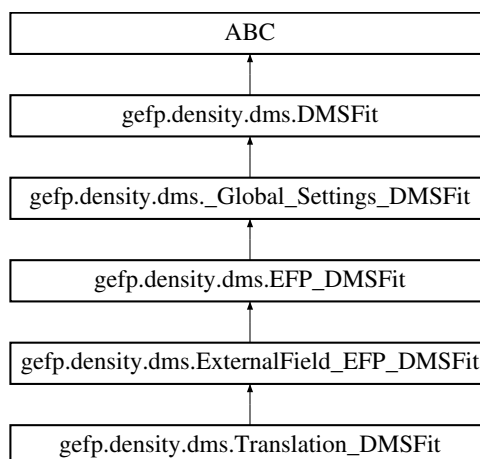 ABC
gefp.density.dms.DMSFit
gefp.density.dms._Global_Settings_DMSFit
gefp.density.dms.EFP_DMSFit
gefp.density.dms.ExternalField_EFP_DMSFit
gefp.density.dms.Translation_DMSFit